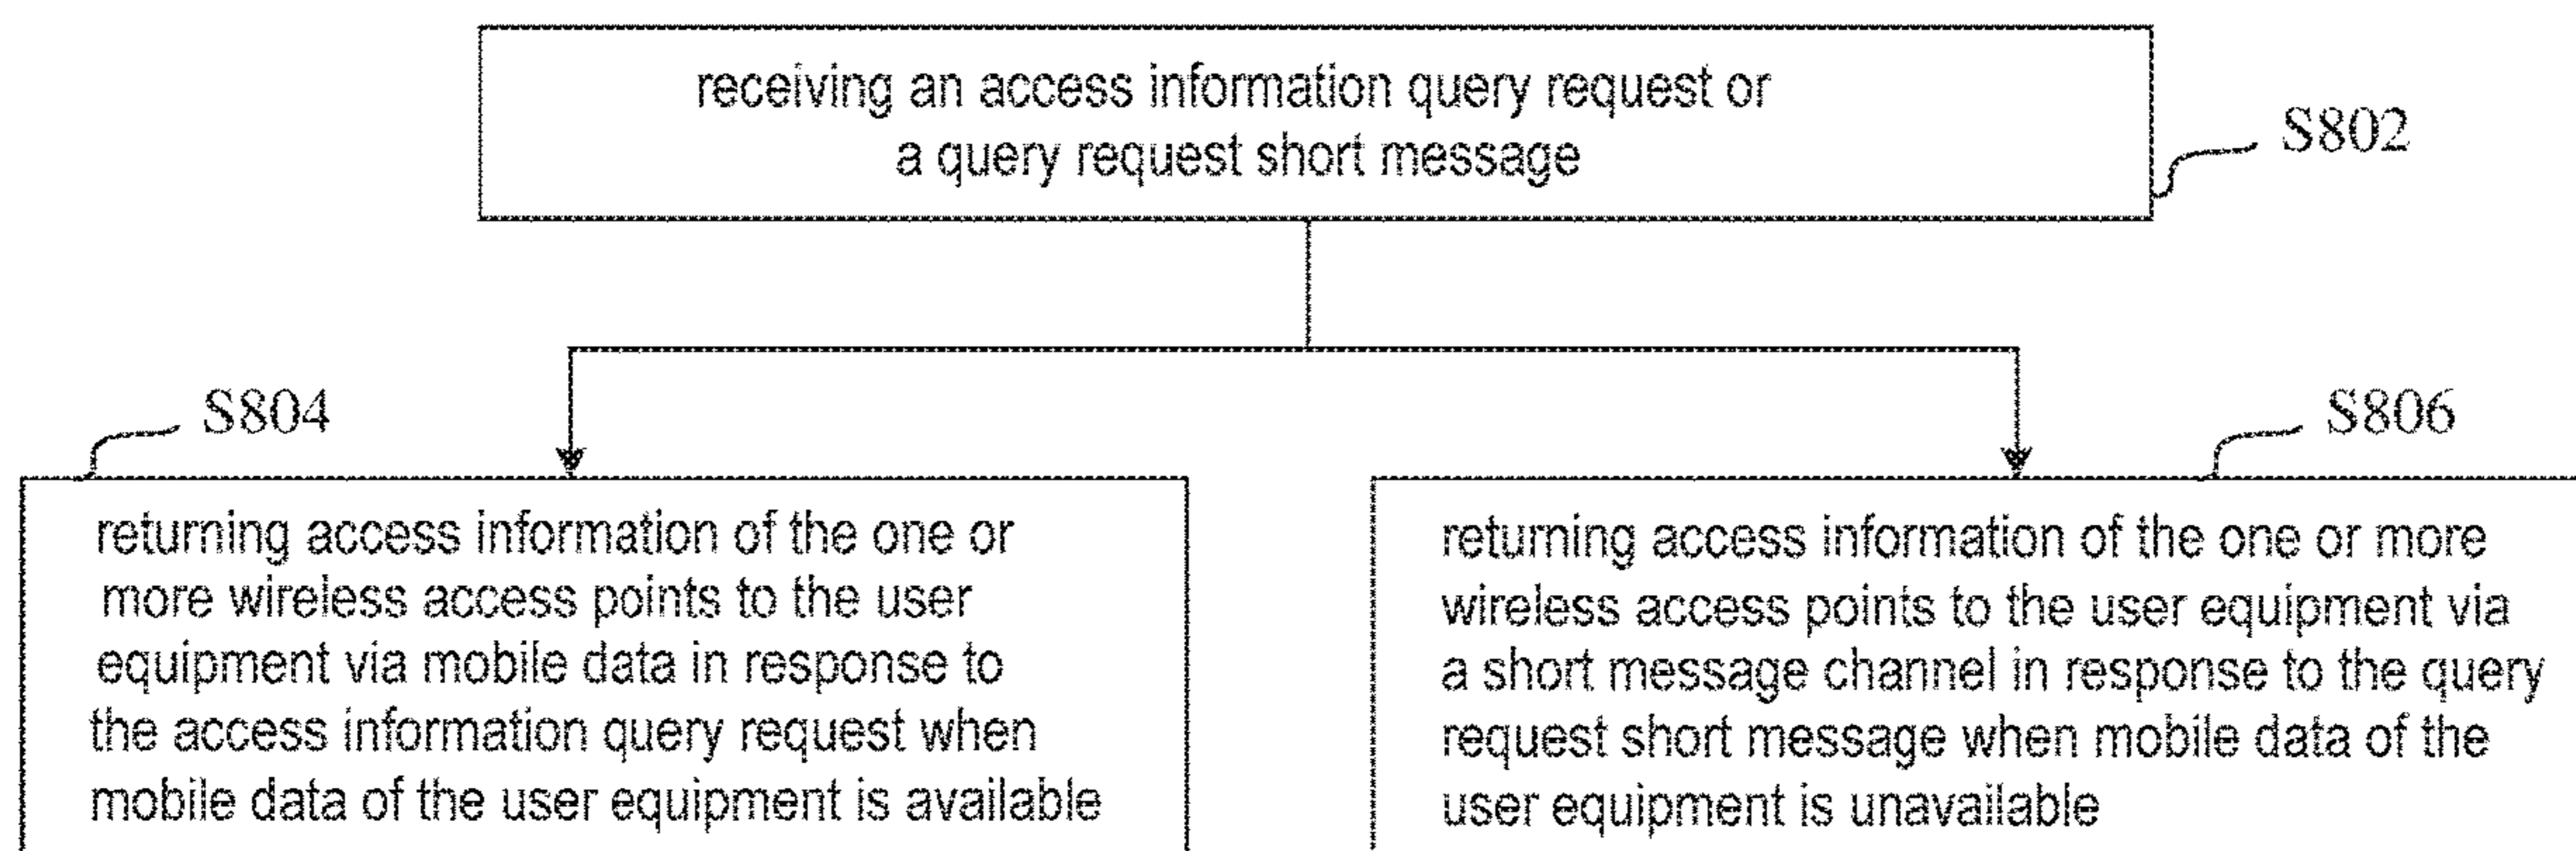 receiving an access information query request or
a query request short message
S802
S804
returning access information of the one or
more wireless access points to the user
equipment via mobile data in response to
the access information query request when
mobile data of the user equipment is available
S806
returning access information of the one or more
wireless access points to the user equipment via
a short message channel in response to the query
request short message when mobile data of the
user equipment is unavailable